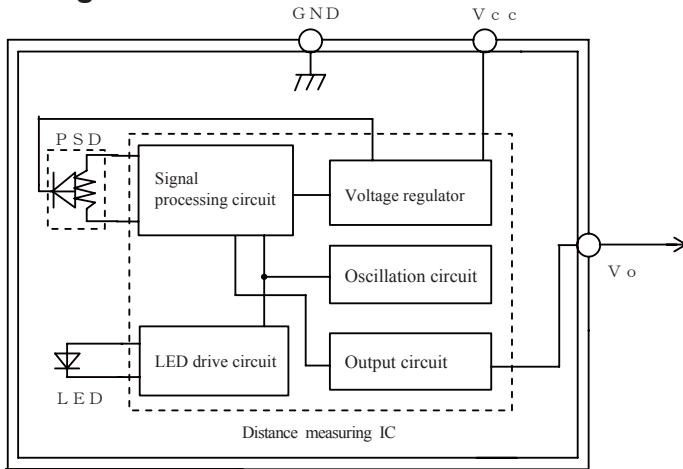 GND
Vcc
PSD
Signal
processing circuit
Voltage regulator
Oscillation circuit
Vo
LED drive circuit
Output circuit
LED
Distance measuring IC